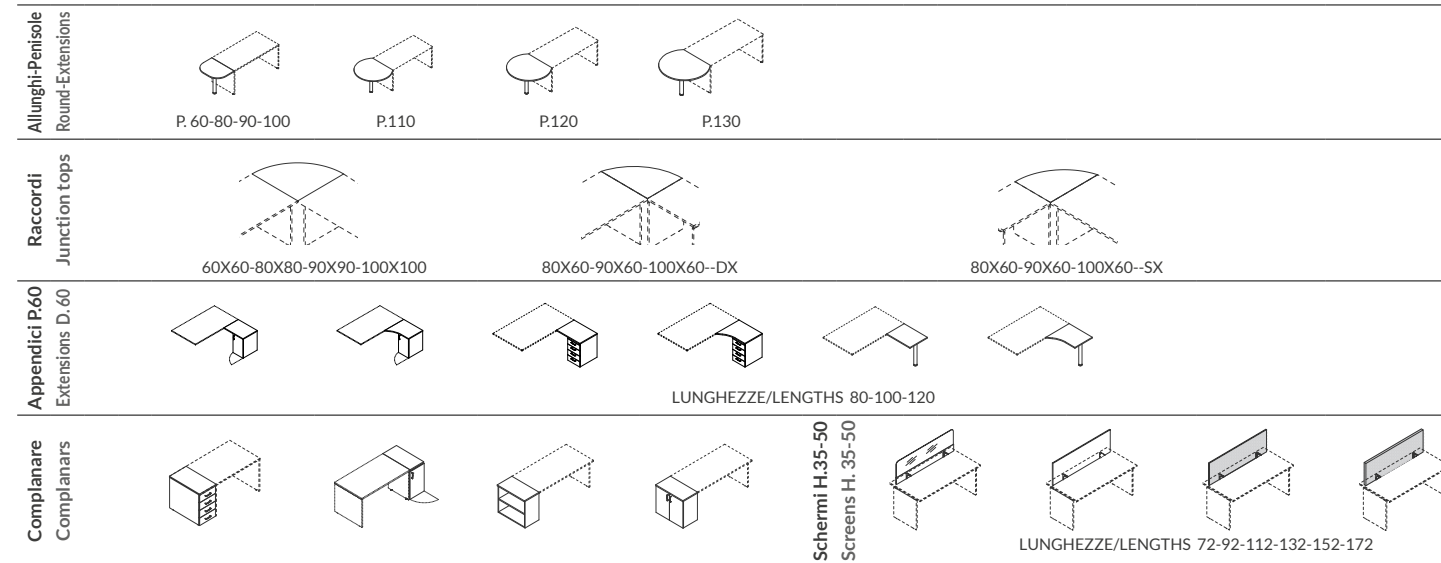 Allunghi-Penisole
Round-Extensions
P. 60-80-90-100
P.110
P.120
P.130
Raccordi
Junction tops
60X60-80X80-90X90-100X100
80X60-90X60-100X60--DX
80X60-90X60-100X60--SX
Appendici P.60
Extensions D. 60
LUNGHEZZE/LENGTHS 80-100-120
Complanare
Complanars
Schermi H.35-50
Screens H. 35-50
LUNGHEZZE/LENGTHS 72-92-112-132-152-172